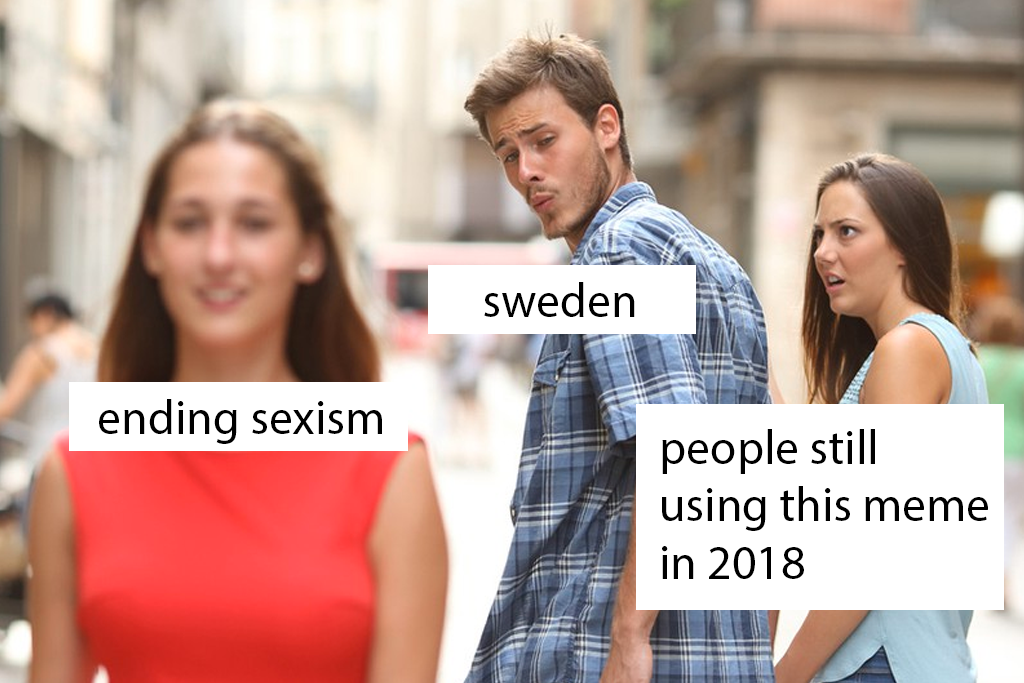 sweden
ending sexism
people still
using this meme
in 2018